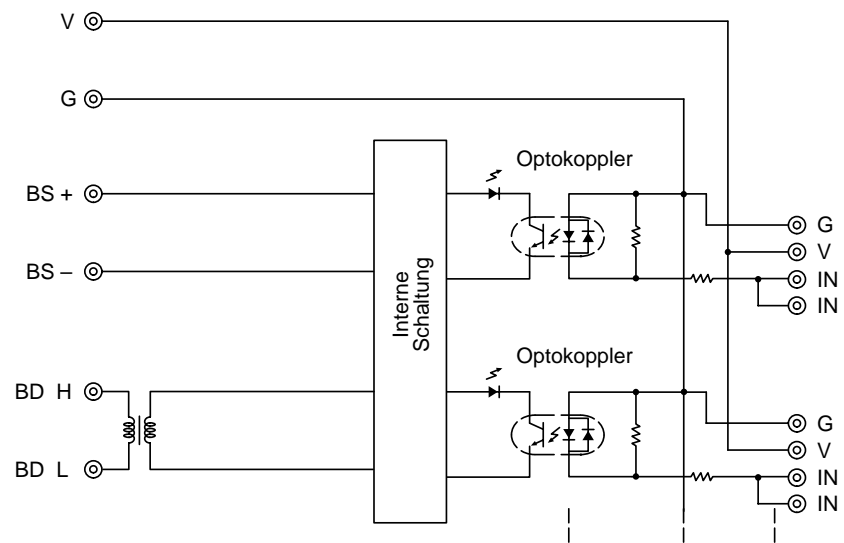 V
G
Optokoppler
BS +
G
V
BS –
IN
IN
Interne
Schaltung
Optokoppler
BD H
G
V
BD L
IN
IN